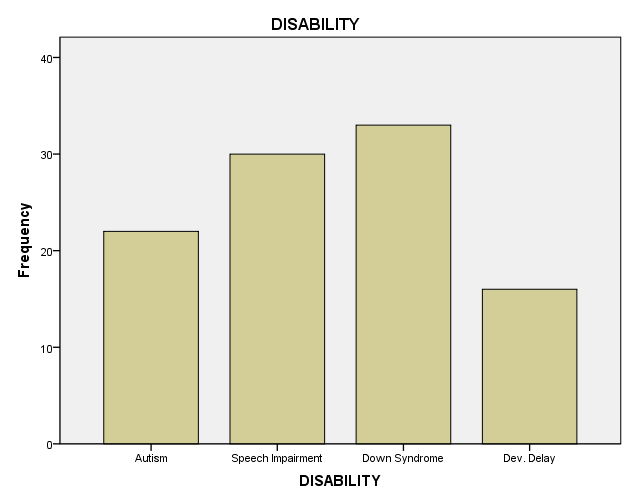 DISABILITY
40
30
20
10
0
Frequency
Autism
Speech Impairment
Down Syndrome
Dev. Delay
DISABILITY